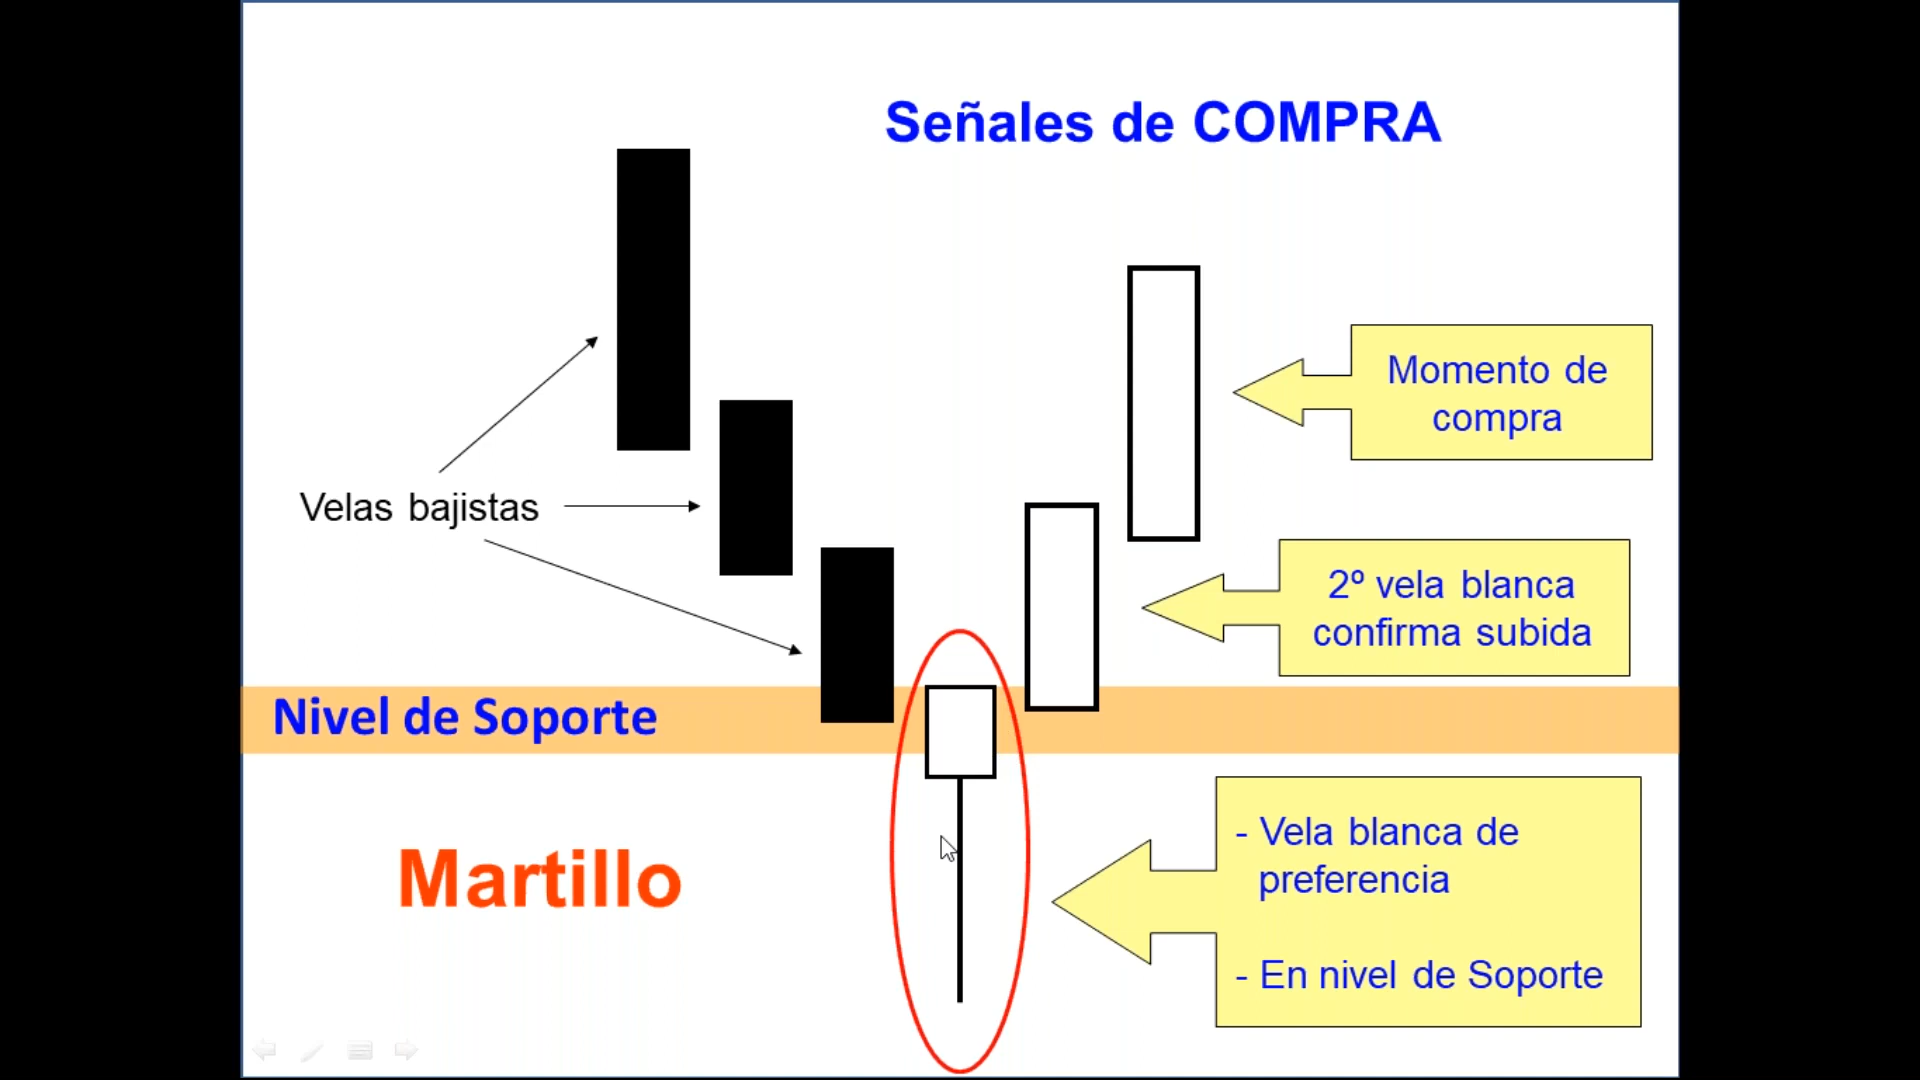 Señales de COMPRA
Momento de
compra
Velas bajistas
2º vela blanca
confirma subida
Nivel de Soporte
Martillo
- Vela blanca de
preferencia
- En nivel de Soporte